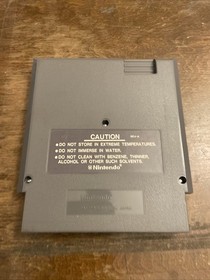 CAUTION
● DO NOT STORE IN EXTREME TEMPERATURES.
● DO NOT IMMERSE IN WATER.
● DO NOT CLEAN WITH BENZENE, THINNER,
ALCOHOL OR OTHER SUCH SOLVENTS.
Nintendo